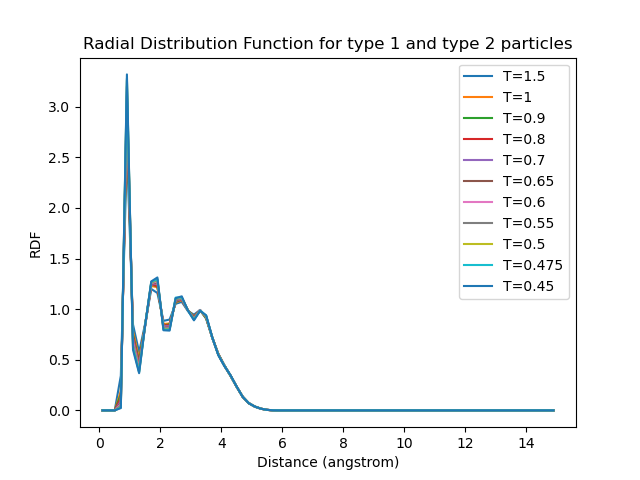 Radial Distribution Function for type 1 and type 2 particles
T=1.5
T=1
T=0.9
T=0.8
T=0.7
T=0.65
T=0.6
T=0.55
T=0.5
T=0.475
T=0.45
RDF
3.0
2.5
2.0
1.5
1.0
0.5
0.0
0 2 4 6 8 10 12 14
Distance (angstrom)